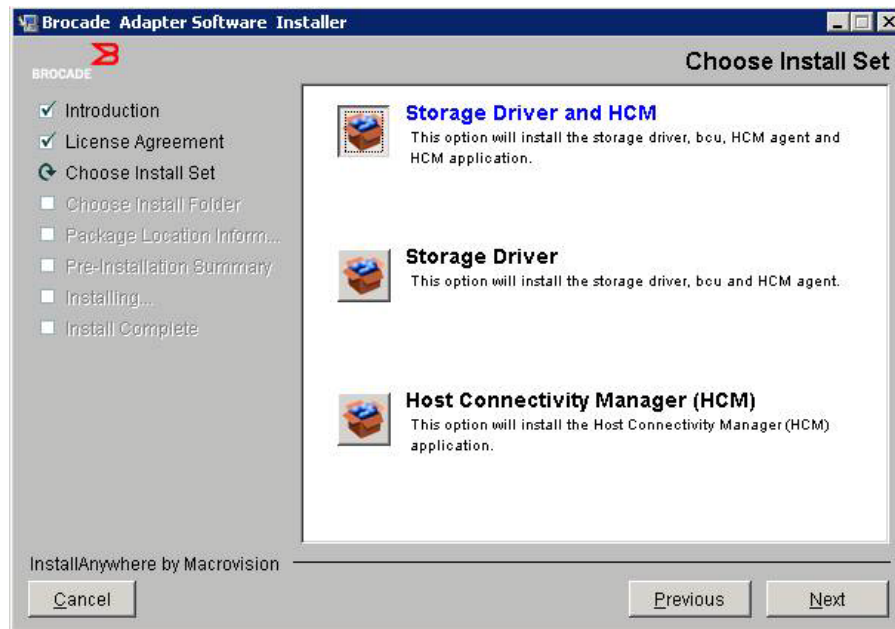 Brocade Adapter Software Installer
BROCADE
Choose Install Set
Introduction
License Agreement
Choose Install Set
Choose Install Folder
Package Location Inform...
Pre-Installation Summary
Installing...
Install Complete
Storage Driver and HCM
This option will install the storage driver, bcu, HCM agent and
HCM application.
Storage Driver
This option will install the storage driver, bcu and HCM agent.
Host Connectivity Manager (HCM)
This option will install the Host Connectivity Manager (HCM)
application.
InstallAnywhere by Macrovision
Cancel
Previous
Next